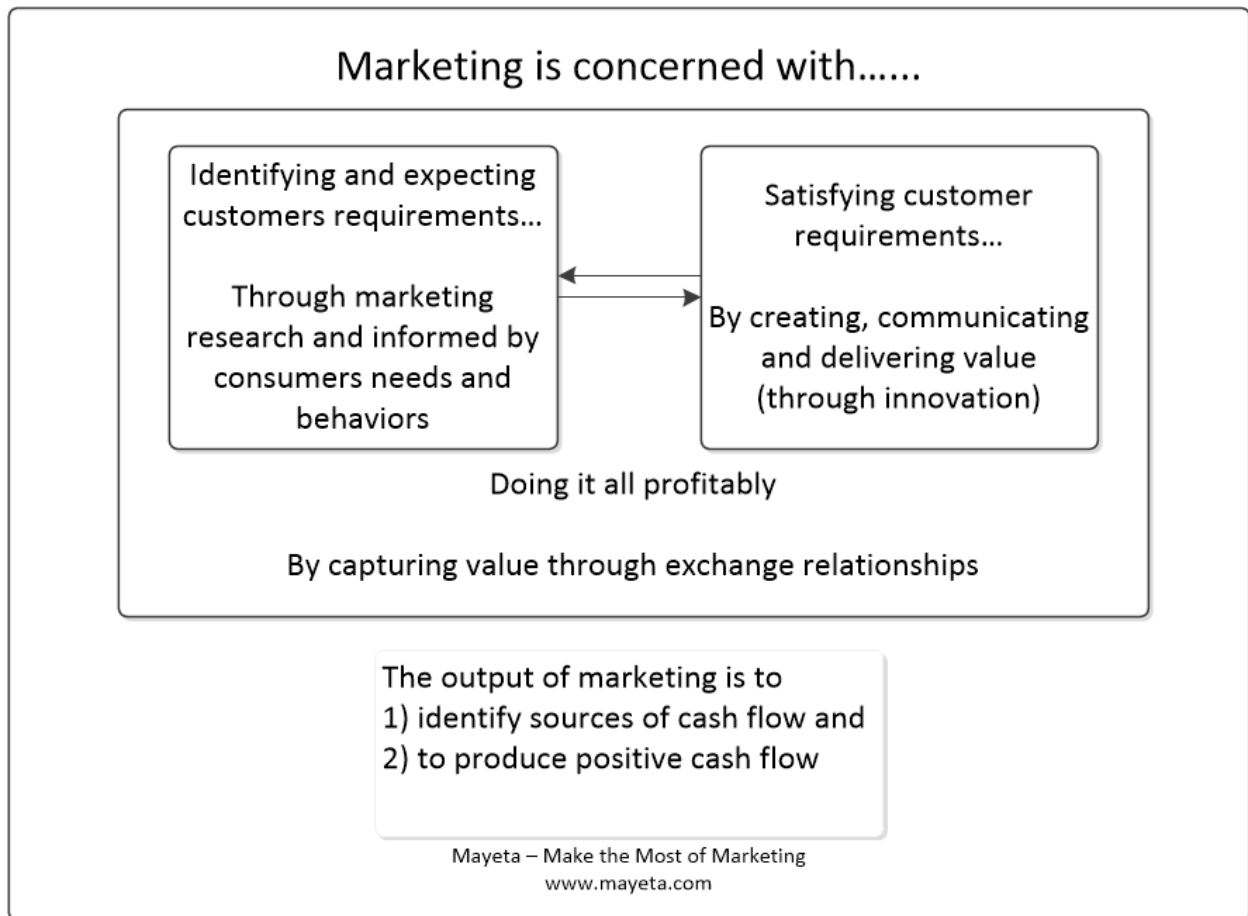 Marketing is concerned with......
Identifying and expecting
customers requirements...
Through marketing
research and informed by
consumers needs and
behaviors
Satisfying customer
requirements...
By creating, communicating
and delivering value
(through innovation)
Doing it all profitably
By capturing value through exchange relationships
The output of marketing is to
1) identify sources of cash flow and
2) to produce positive cash flow
Mayeta – Make the Most of Marketing
www.mayeta.com